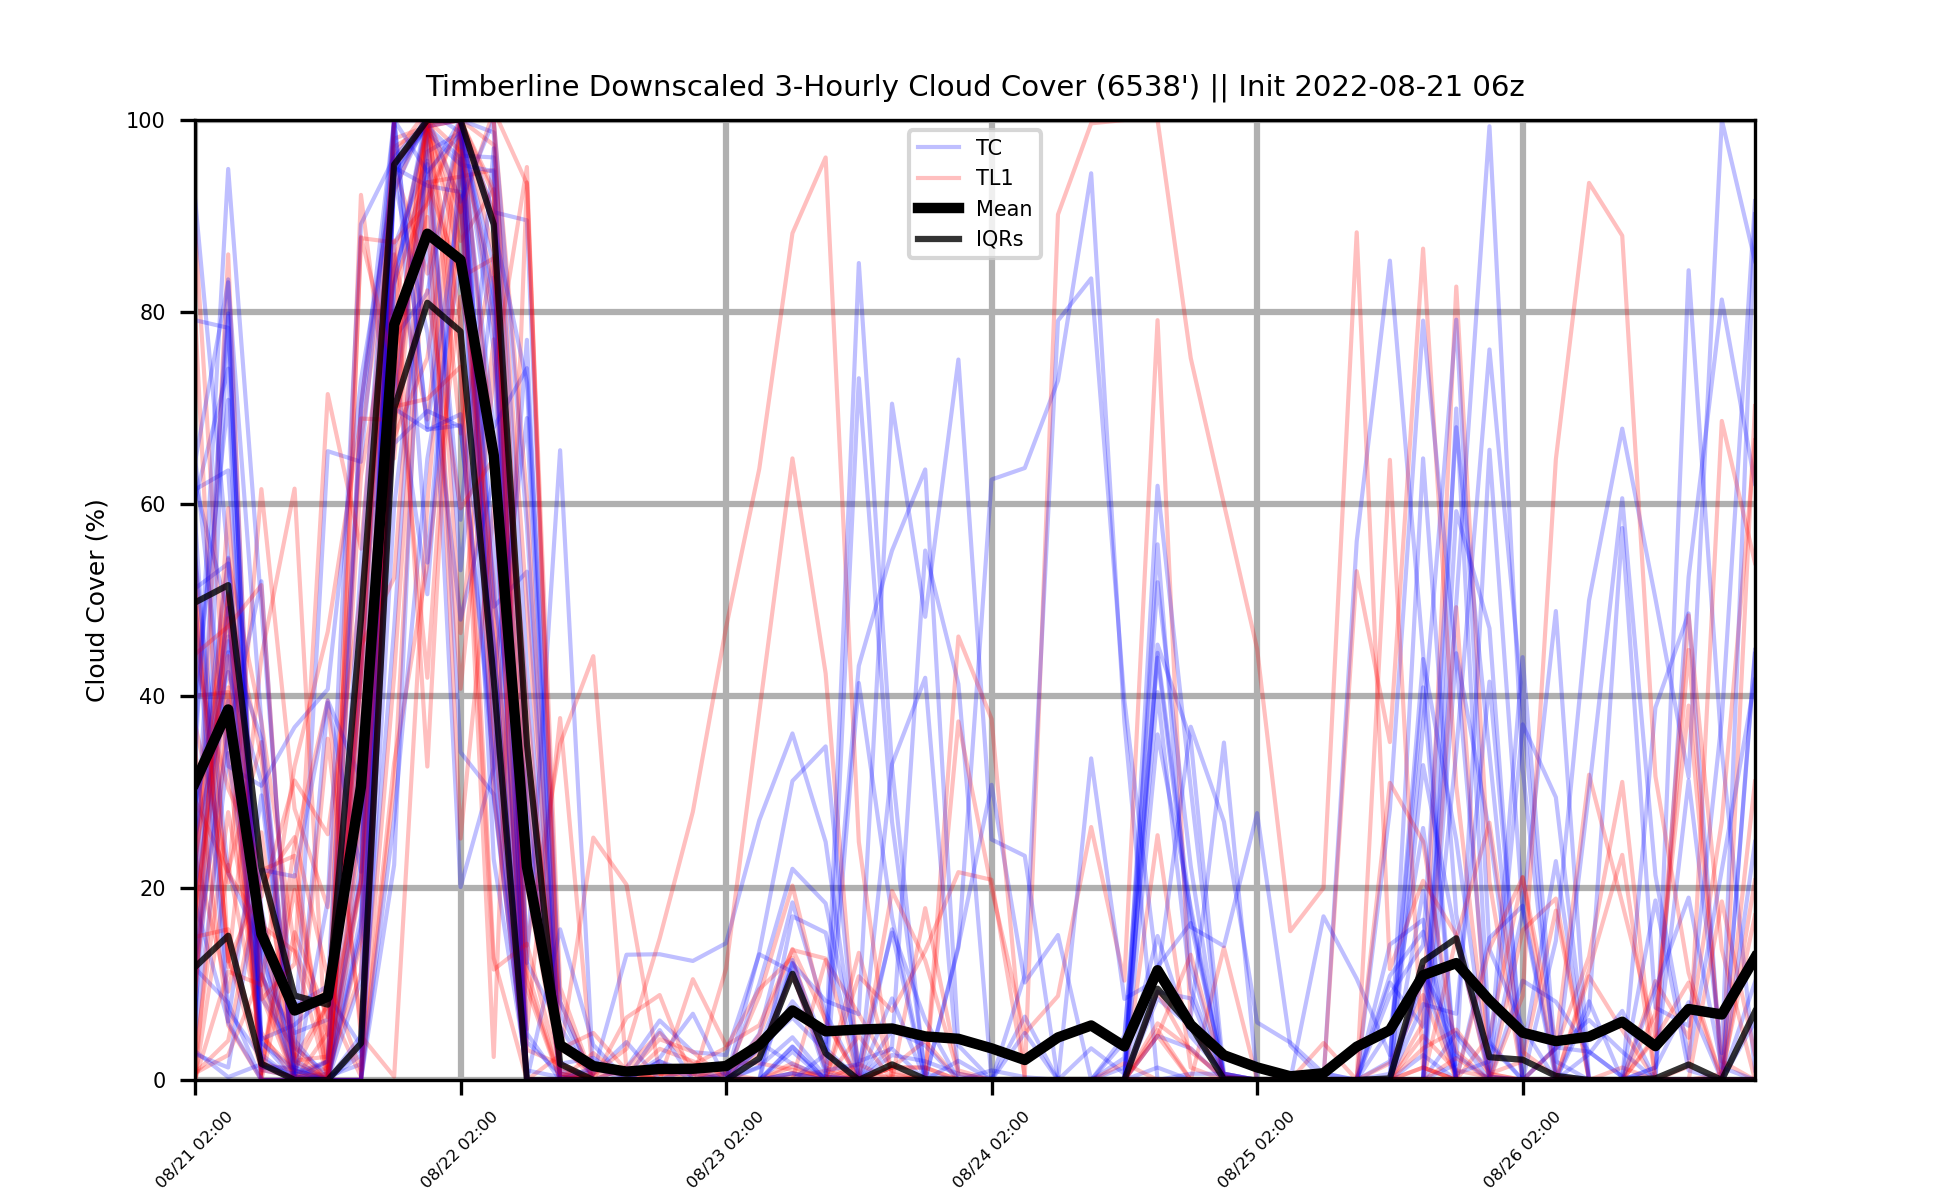 Timberline Downscaled 3-Hourly Cloud Cover (6538') || Init 2022-08-21 06z
TC
TL1
Mean
IQRs
Cloud Cover (%)
100
80
60
40
20
0
08/21 02:00
08/22 02:00
08/23 02:00
08/24 02:00
08/25 02:00
08/26 02:00